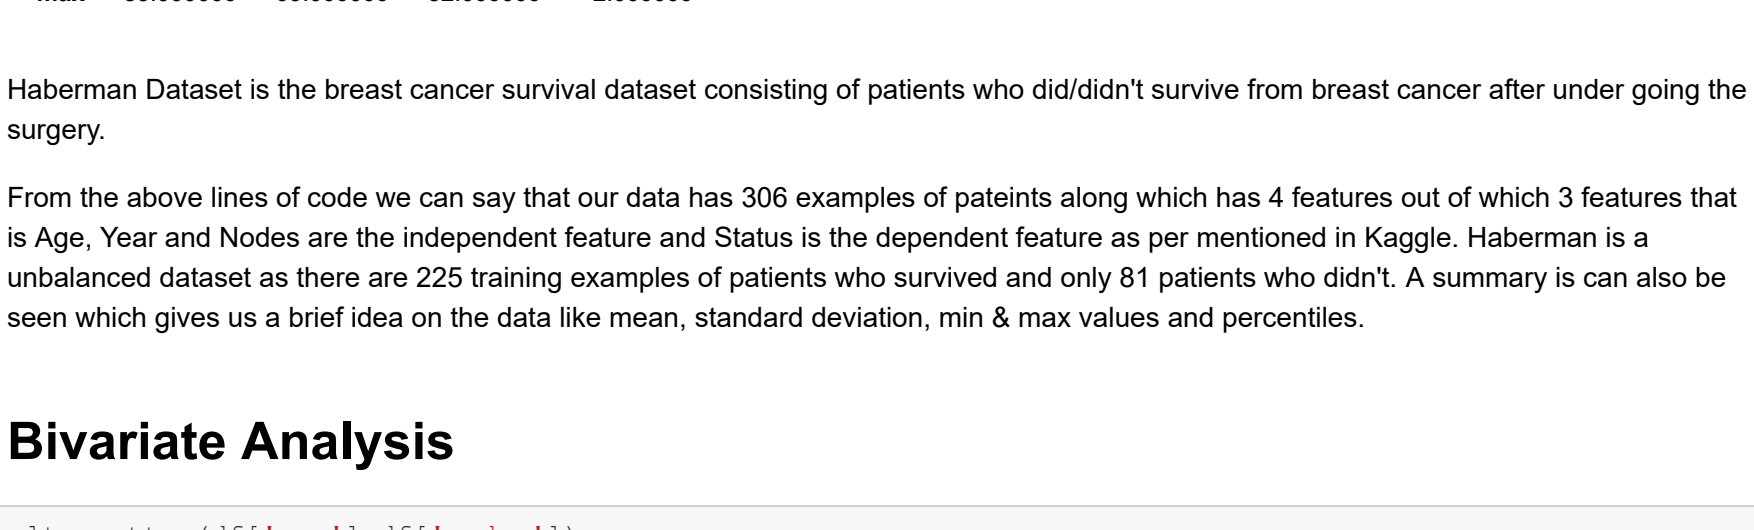 Haberman Dataset is the breast cancer survival dataset consisting of patients who did/didn't survive from breast cancer after under going the
surgery.
From the above lines of code we can say that our data has 306 examples of pateints along which has 4 features out of which 3 features that
is Age, Year and Nodes are the independent feature and Status is the dependent feature as per mentioned in Kaggle. Haberman is a
unbalanced dataset as there are 225 training examples of patients who survived and only 81 patients who didn't. A summary is can also be
seen which gives us a brief idea on the data like mean, standard deviation, min & max values and percentiles.
Bivariate Analysis